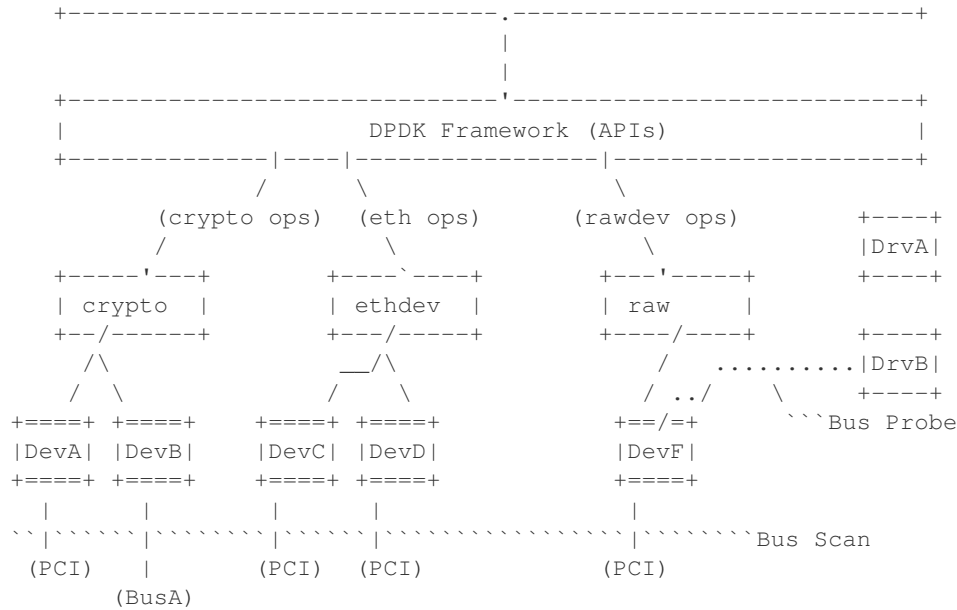 DPDK Framework (APIs)
(crypto ops) (eth ops) (rawdev ops)
DrvA
crypto ethdev raw
DrvB
Bus Probe
DevA DevB DevC DevD DevF
Bus Scan
(PCI) (PCI) (PCI) (PCI)
(BusA)